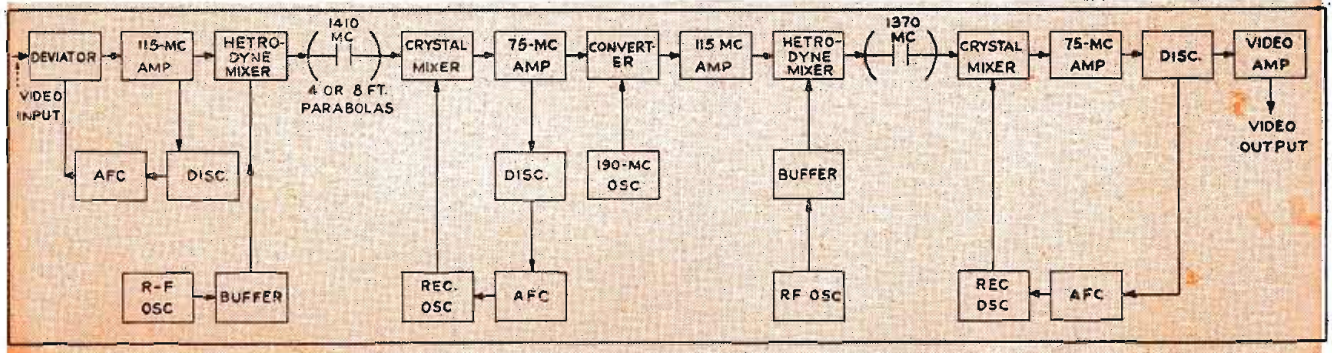 DEVIATOR
115-MC
AMP
HETRO-
DYNE
MIXER
1410
MC
4 OR 8 FT.
PARABOLAS
CRYSTAL
MIXER
75-MC
AMP
CONVERT-
ER
115 MC
AMP
HETRO-
DYNE
MIXER
1370
MC
CRYSTAL
MIXER
75-MC
AMP
DISC.
VIDEO
AMP
VIDEO
INPUT
VIDEO
OUTPUT
AFC
DISC.
DISC.
190-MC
OSC
BUFFER
R-F
OSC
BUFFER
REC.
OSC
AFC
RF OSC
REC
OSC
AFC